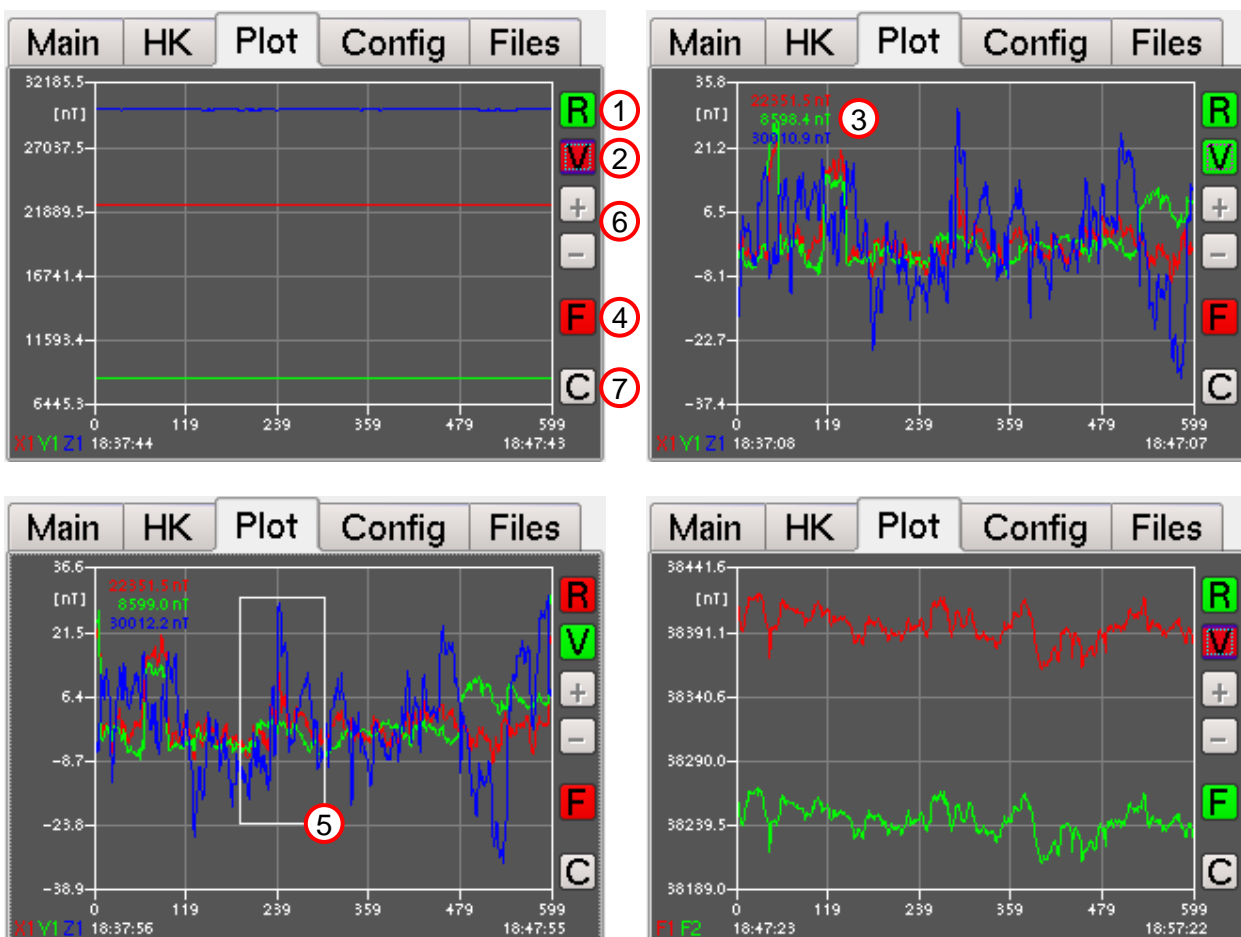 Main HK Plot Config Files
32185.5
[nT]
27037.5
21889.5
16741.4
11593.4
6445.3
0 119 239 359 479 599
X1 Y1 Z1 18:37:44 18:47:43
R 1
V 2
+
6
-
F 4
C 7
Main HK Plot Config Files
35.8
[nT]
21.2
6.5
-8.1
-22.7
-37.4
22351.5 nT
8598.4 nT
30010.9 nT
3
0 119 239 359 479 599
X1 Y1 Z1 18:37:08 18:47:07
R
V
+
-
F
C
Main HK Plot Config Files
36.6
[nT]
21.5
6.4
-8.7
-23.8
-38.9
22351.5 nT
8599.0 nT
30012.2 nT
5
0 119 239 359 479 599
X1 Y1 Z1 18:37:56 18:47:55
R
V
+
-
F
C
Main HK Plot Config Files
38441.6
[nT]
38391.1
38340.6
38290.0
38239.5
38189.0
0 119 239 359 479 599
F1 F2 18:47:23 18:57:22
R
V
+
-
F
C